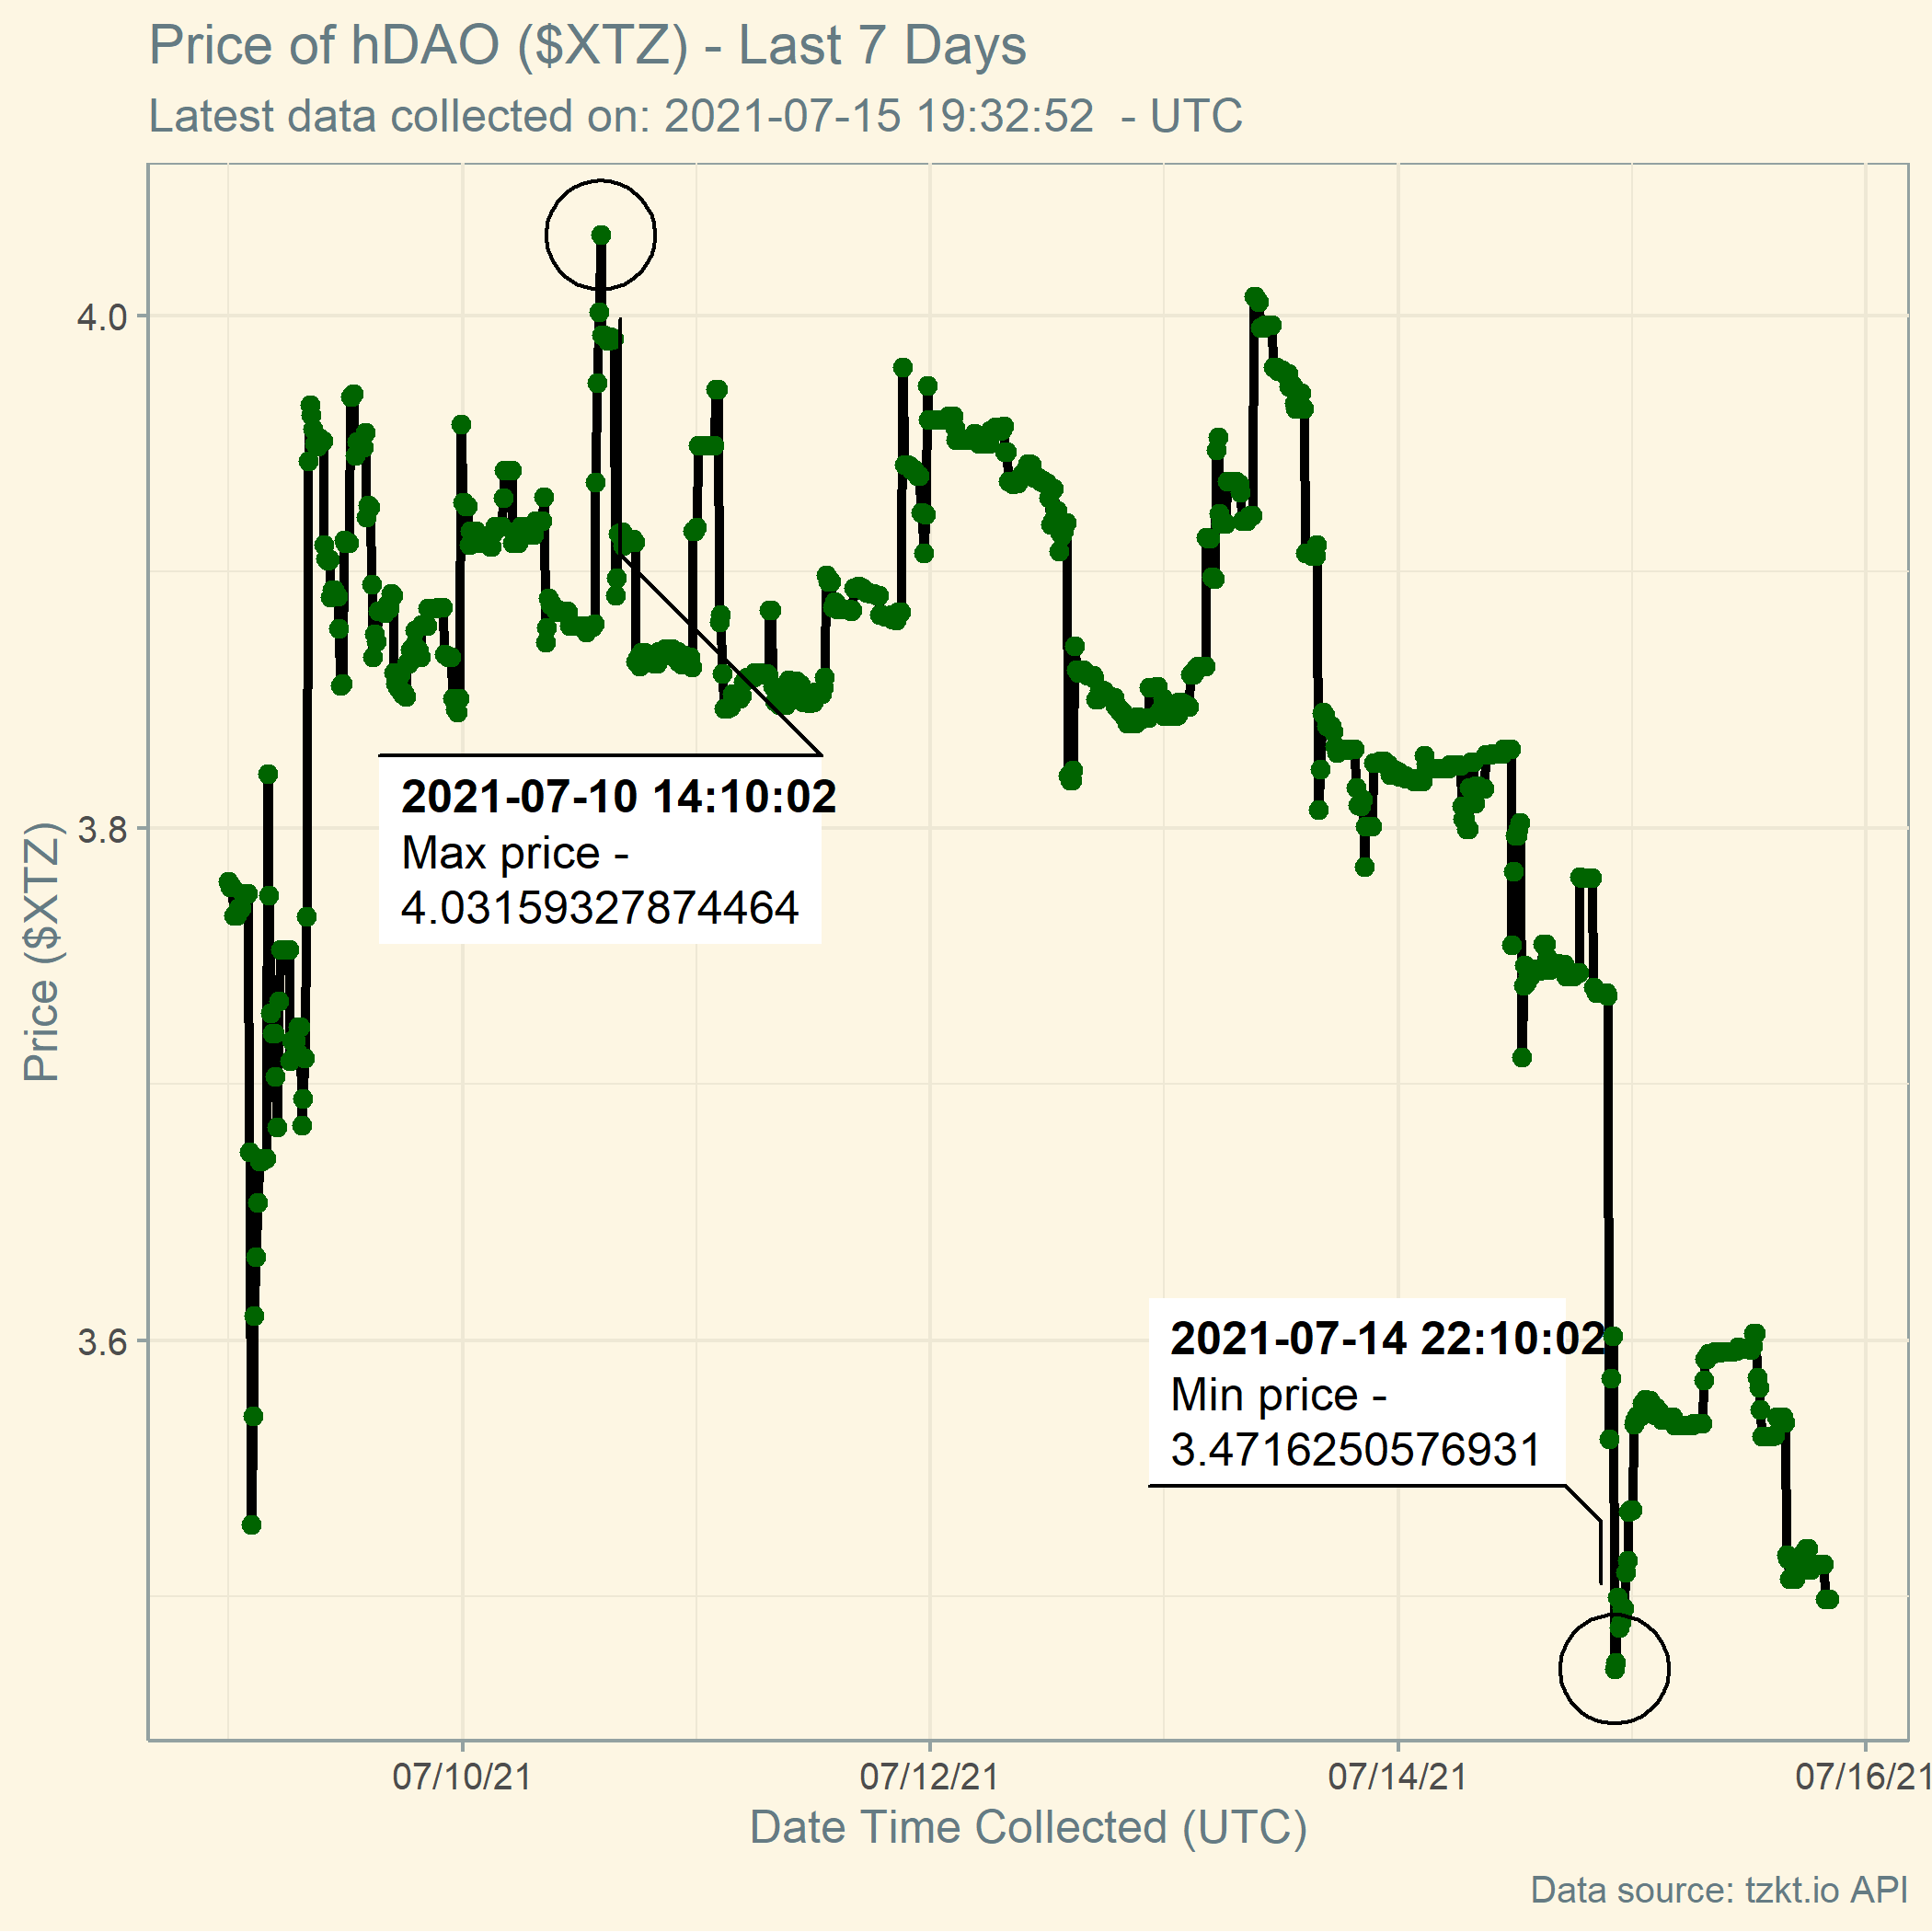 Price of hDAO ($XTZ) - Last 7 Days
Latest data collected on: 2021-07-15 19:32:52  - UTC
4.0
3.8
3.6
Price ($XTZ)
2021-07-10 14:10:02
Max price -
4.03159327874464
2021-07-14 22:10:02
Min price -
3.4716250576931
07/10/21
07/12/21
07/14/21
07/16/21
Date Time Collected (UTC)
Data source: tzkt.io API